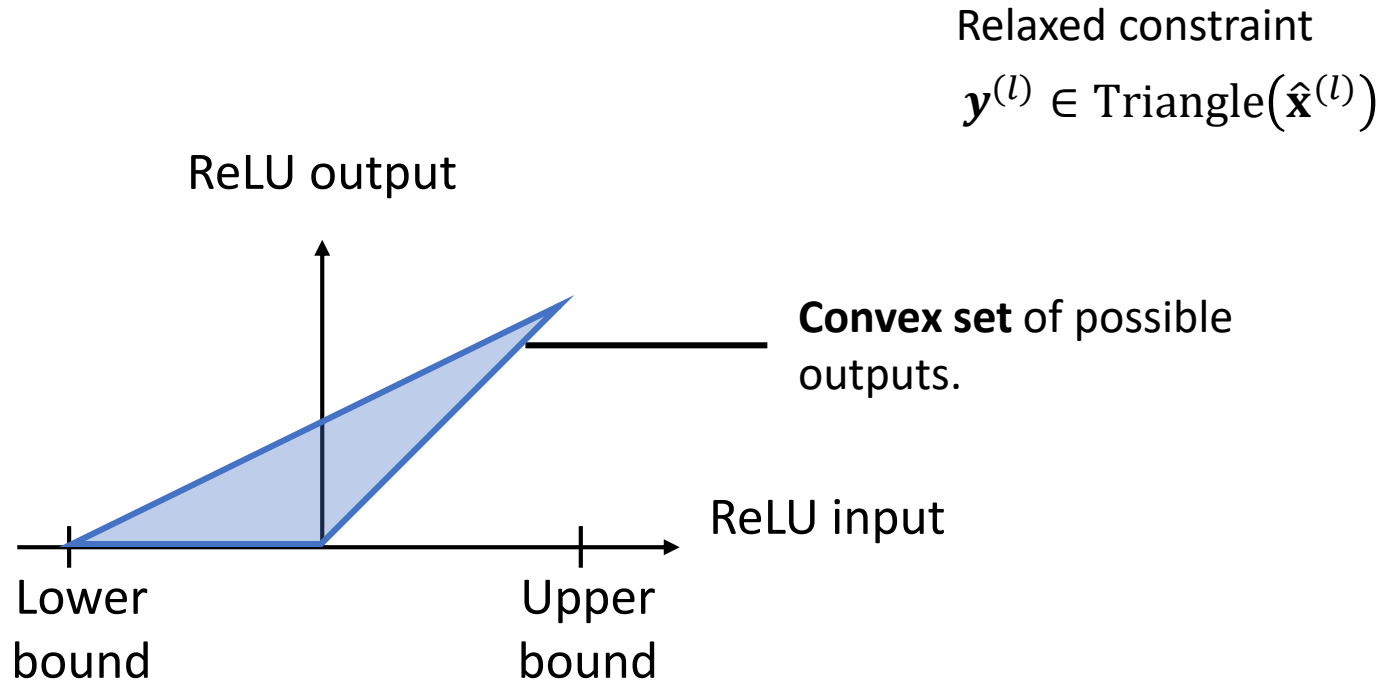 Relaxed constraint
𝒚⁽ˡ⁾ ∈ Triangle(𝐱̂⁽ˡ⁾)
ReLU output
Convex set of possible
outputs.
ReLU input
Lower
bound
Upper
bound